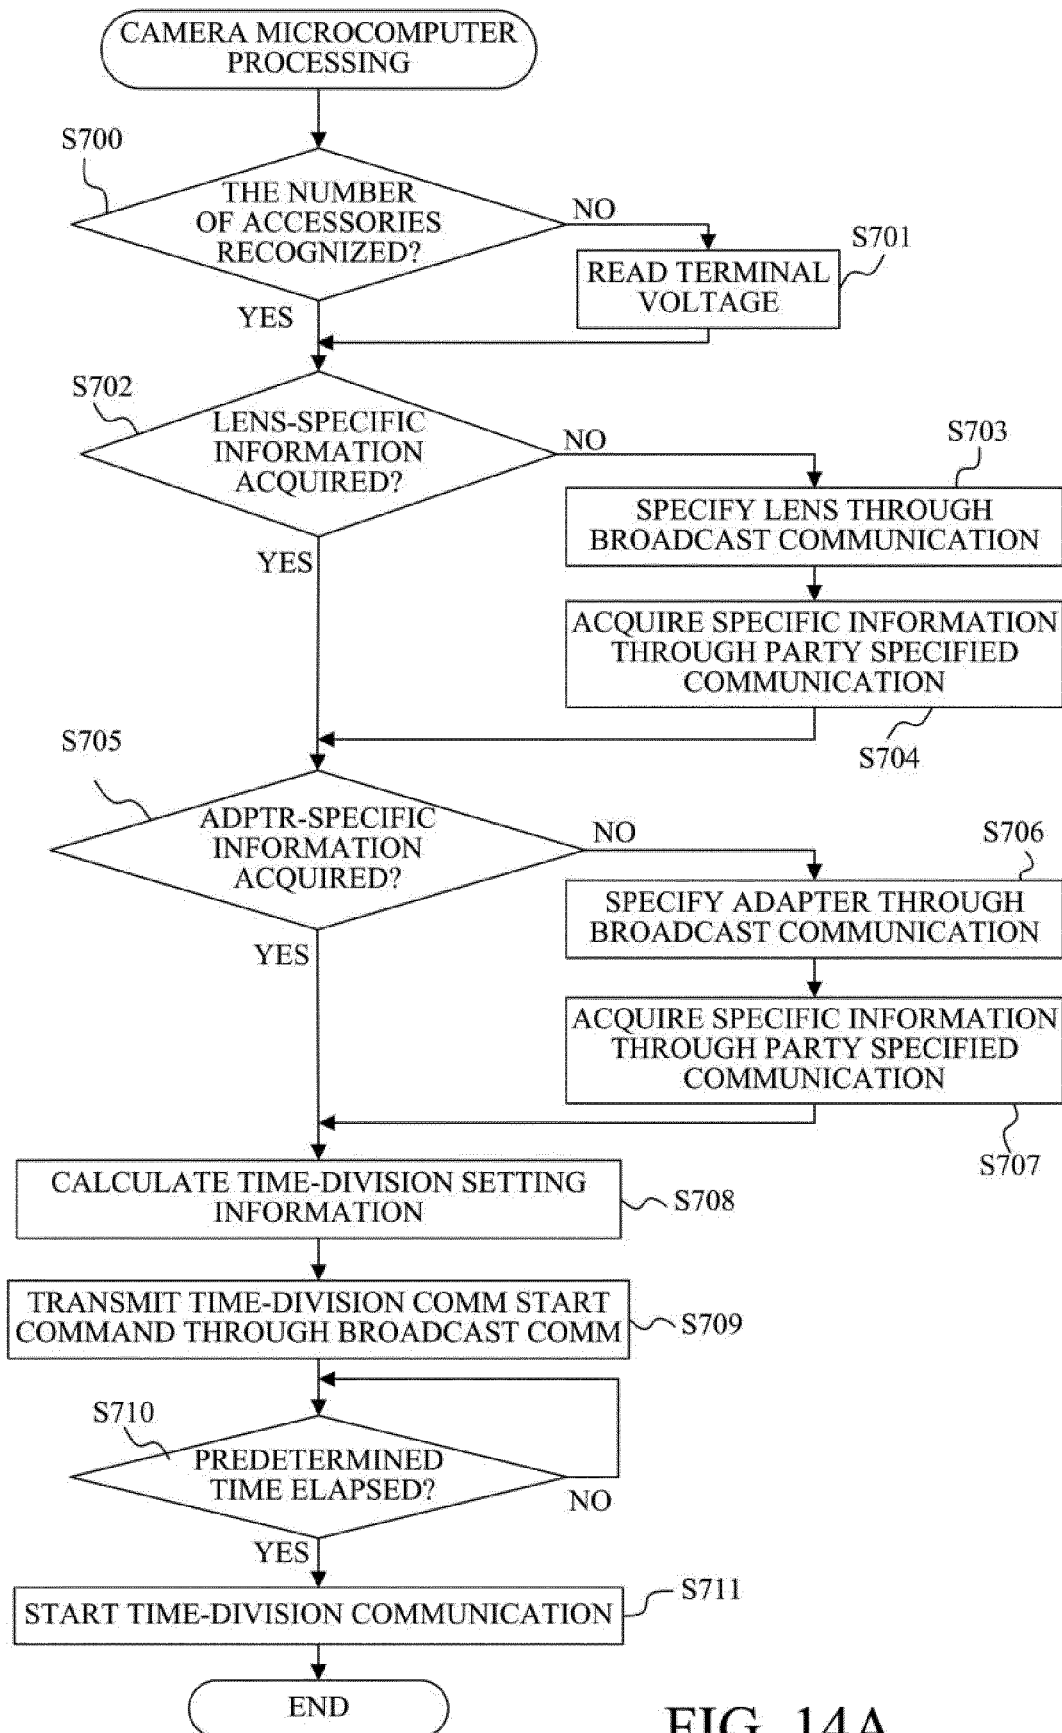 CAMERA MICROCOMPUTER
PROCESSING
S700
THE NUMBER
OF ACCESSORIES
RECOGNIZED?
NO
S701
READ TERMINAL
VOLTAGE
YES
S702
LENS-SPECIFIC
INFORMATION
ACQUIRED?
NO
S703
SPECIFY LENS THROUGH
BROADCAST COMMUNICATION
YES
ACQUIRE SPECIFIC INFORMATION
THROUGH PARTY SPECIFIED
COMMUNICATION
S704
S705
ADPTR-SPECIFIC
INFORMATION
ACQUIRED?
NO
S706
SPECIFY ADAPTER THROUGH
BROADCAST COMMUNICATION
YES
ACQUIRE SPECIFIC INFORMATION
THROUGH PARTY SPECIFIED
COMMUNICATION
S707
CALCULATE TIME-DIVISION SETTING
INFORMATION
S708
TRANSMIT TIME-DIVISION COMM START
COMMAND THROUGH BROADCAST COMM
S709
S710
PREDETERMINED
TIME ELAPSED?
NO
YES
START TIME-DIVISION COMMUNICATION
S711
END
FIG. 14A